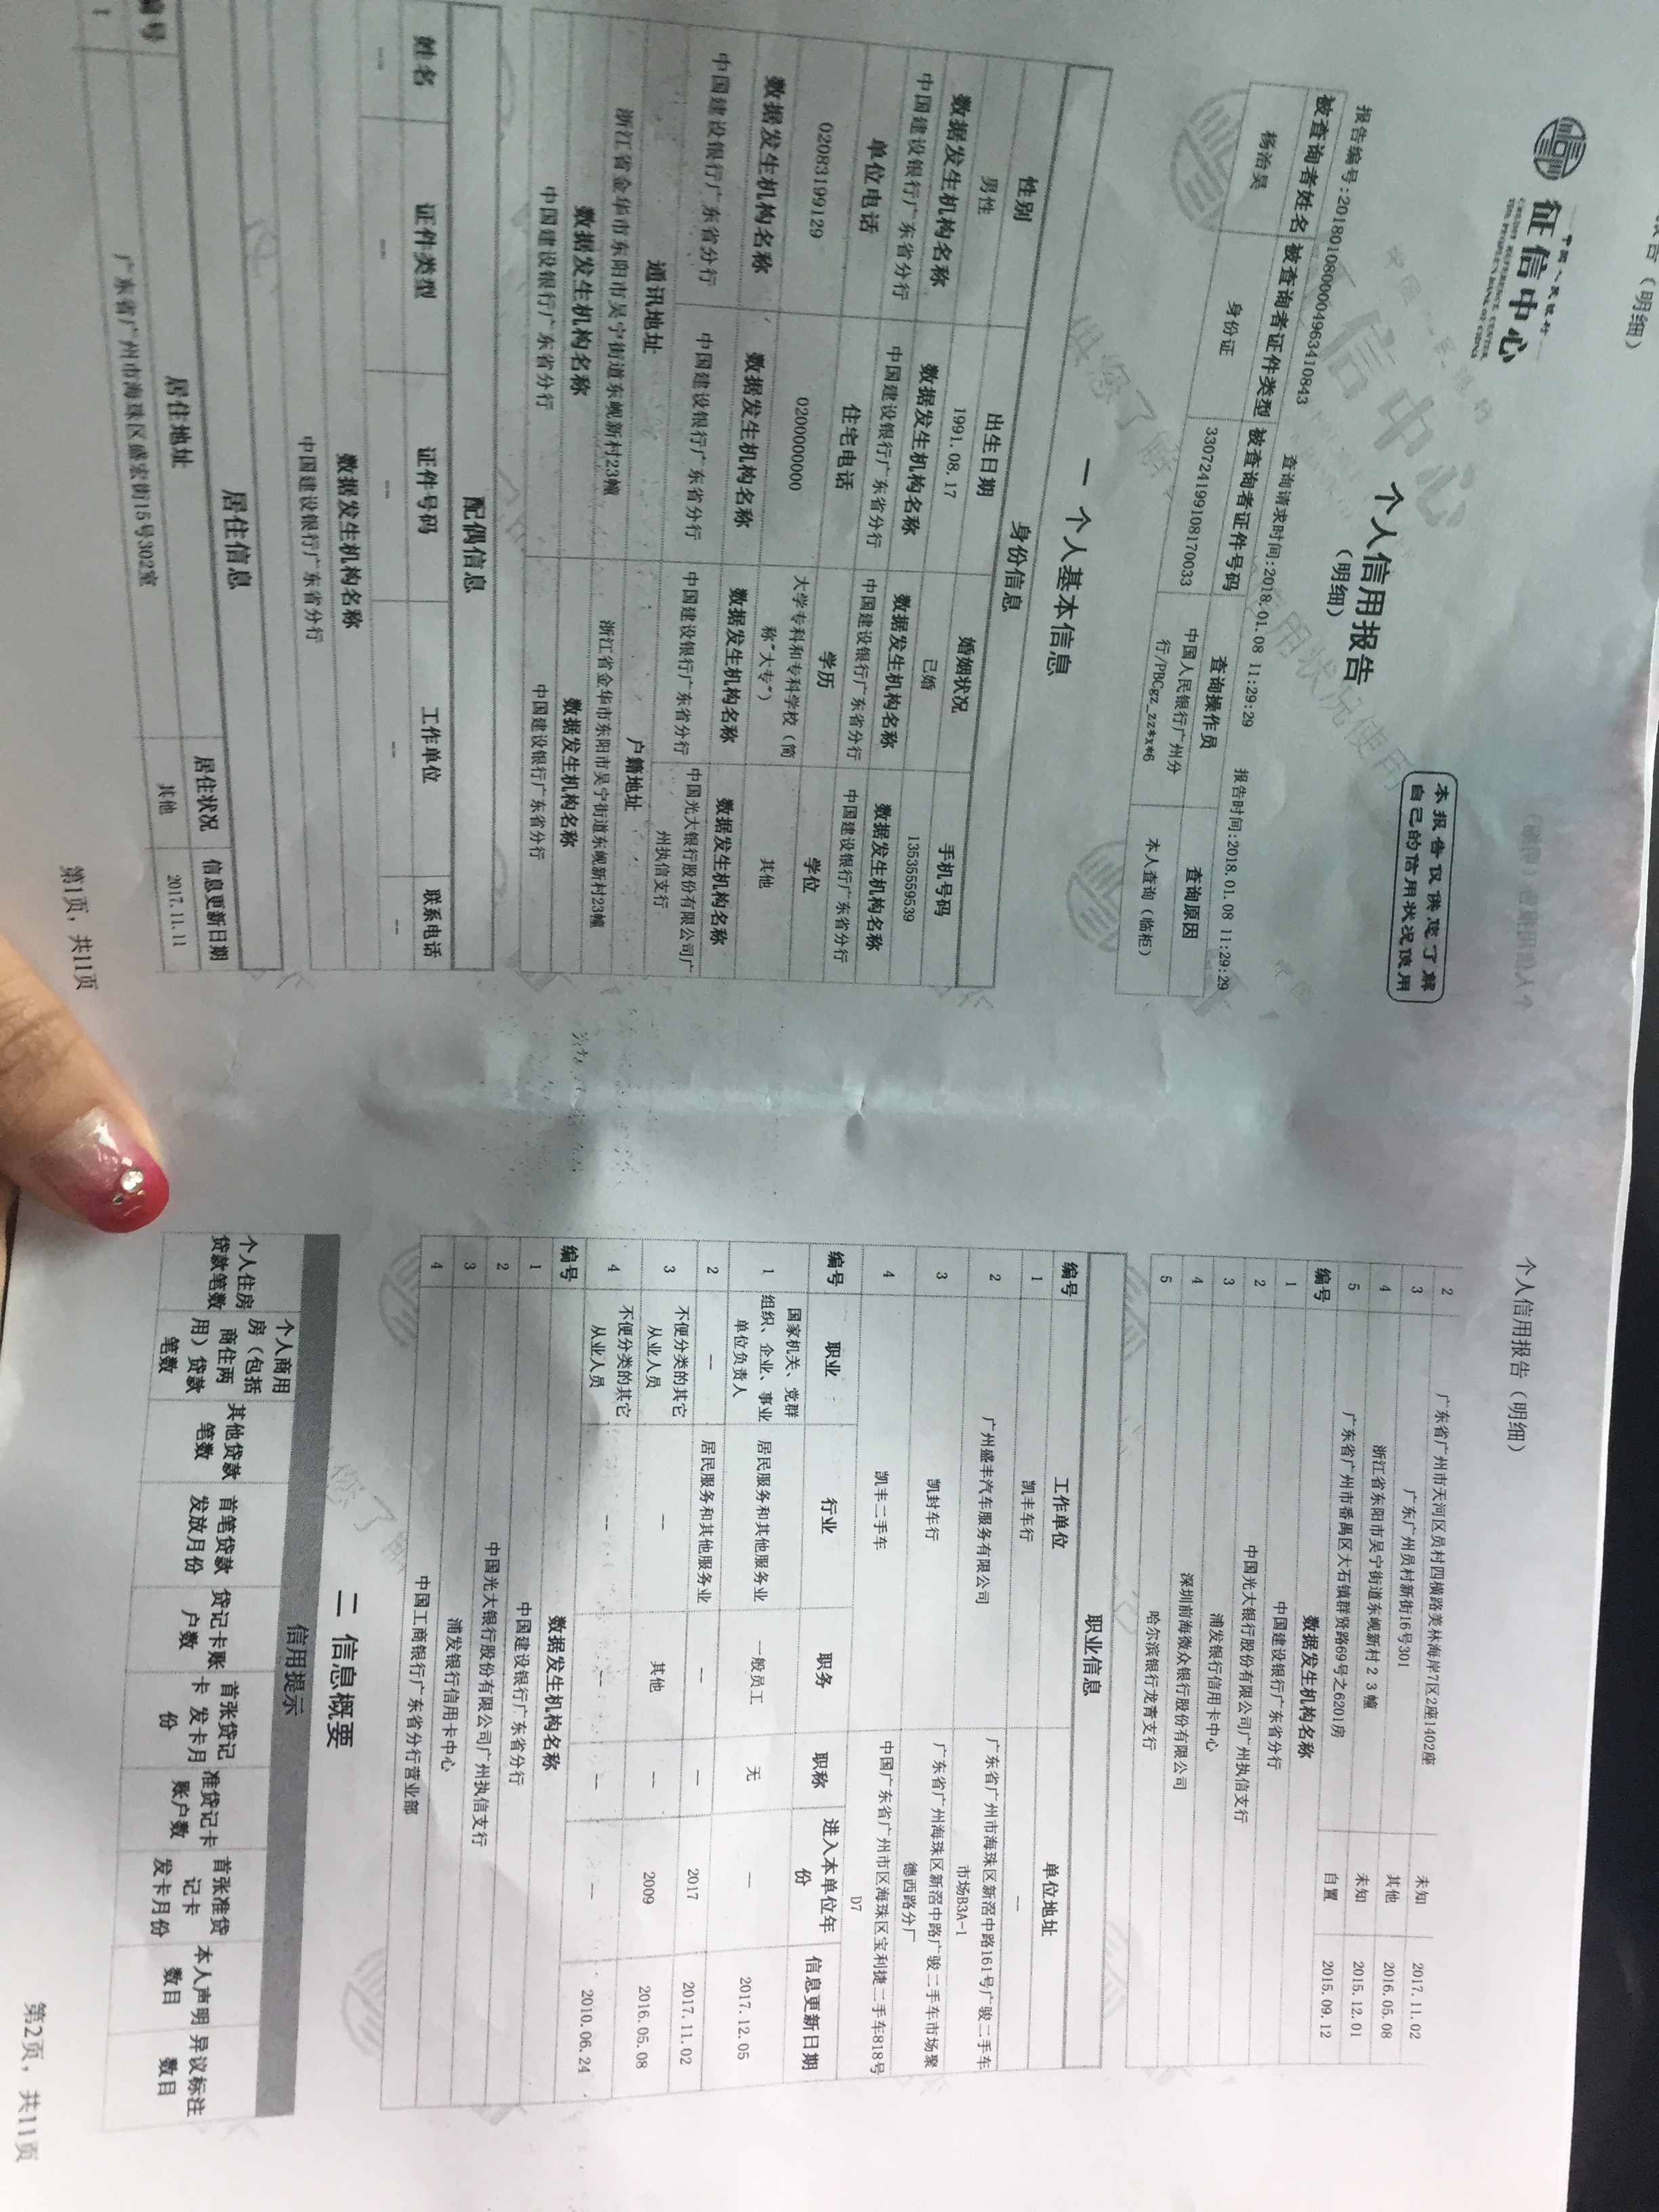 中国人民银行
征信中心
CREDIT REFERENCE CENTER
THE PEOPLE'S BANK OF CHINA
个人信用报告
(明细)
本报告仅供您了解
自己的信用状况使用
报告编号:2018010800004963410843 查询请求时间:2018.01.08 11:29:29 报告时间:2018.01.08 11:29:29
被查询者姓名 被查询者证件类型 被查询者证件号码 查询操作员 查询原因
杨治昊 身份证 330724199108170033 中国人民银行广州分行/PBCgz_zz*x*6 本人查询(临柜)
一 个人基本信息
身份信息
性别 出生日期 婚姻状况 手机号码
男性 1991.08.17 已婚 13535559539
数据发生机构名称 数据发生机构名称 数据发生机构名称 数据发生机构名称
中国建设银行广东省分行 中国建设银行广东省分行 中国建设银行广东省分行 中国建设银行广东省分行
单位电话 住宅电话 学历 学位
02083199129 0200000000 大学专科和专科学校(简称"大专") 其他
数据发生机构名称 数据发生机构名称 数据发生机构名称 数据发生机构名称
中国建设银行广东省分行 中国建设银行广东省分行 中国建设银行广东省分行 中国光大银行股份有限公司广州执信支行
通讯地址 户籍地址
浙江省金华市东阳市吴宁街道东岘新村23幢 浙江省金华市东阳市吴宁街道东岘新村23幢
数据发生机构名称 数据发生机构名称
中国建设银行广东省分行 中国建设银行广东省分行
配偶信息
姓名 证件类型 证件号码 工作单位 联系电话
-- -- -- -- --
数据发生机构名称
中国建设银行广东省分行
居住信息
编号 居住地址 居住状况 信息更新日期
1 广东省广州市海珠区盛宏街15号302室 其他 2017.11.11
第1页, 共11页
个人信用报告(明细)
2 广东省广州市天河区员村四横路美林海岸7区2座1402座 未知 2017.11.02
3 广东广州员村新街16号301 其他 2016.05.08
4 浙江省东阳市吴宁街道东岘新村23幢 未知 2015.12.01
5 广东省广州市番禺区大石镇群贤路69号之6201房 自置 2015.09.12
编号 数据发生机构名称
1 中国建设银行广东省分行
2 中国光大银行股份有限公司广州执信支行
3 浦发银行信用卡中心
4 深圳前海微众银行股份有限公司
5 哈尔滨银行龙青支行
职业信息
编号 工作单位 单位地址
1 凯丰车行 --
2 广州盛丰汽车服务有限公司 广东省广州市海珠区新滘中路161号广骏二手车市场B3A-1
3 凯封车行 广东省广州海珠区新滘中路广骏二手车市场聚德西路分厂
4 凯丰二手车 中国广东省广州市市区海珠区宝利捷二手车818号D7
编号 职业 行业 职务 职称 进入本单位年份 信息更新日期
1 国家机关、党群组织、企业、事业单位负责人 居民服务和其他服务业 一般员工 无 -- 2017.12.05
2 -- 居民服务和其他服务业 -- -- 2017 2017.11.02
3 不便分类的其它从业人员 -- 其他 -- 2009 2016.05.08
4 不便分类的其它从业人员 -- -- -- -- 2010.06.24
编号 数据发生机构名称
1 中国建设银行广东省分行
2 中国光大银行股份有限公司广州执信支行
3 浦发银行信用卡中心
4 中国工商银行广东省分行营业部
二 信息概要
信用提示
个人住房贷款笔数 个人商用房(包括商住两用)贷款笔数 其他贷款笔数 首笔贷款发放月份 贷记卡账户数 首张贷记卡发卡月份 准贷记卡账户数 首张准贷记卡发卡月份 本人声明数目 异议标注数目
第2页, 共11页